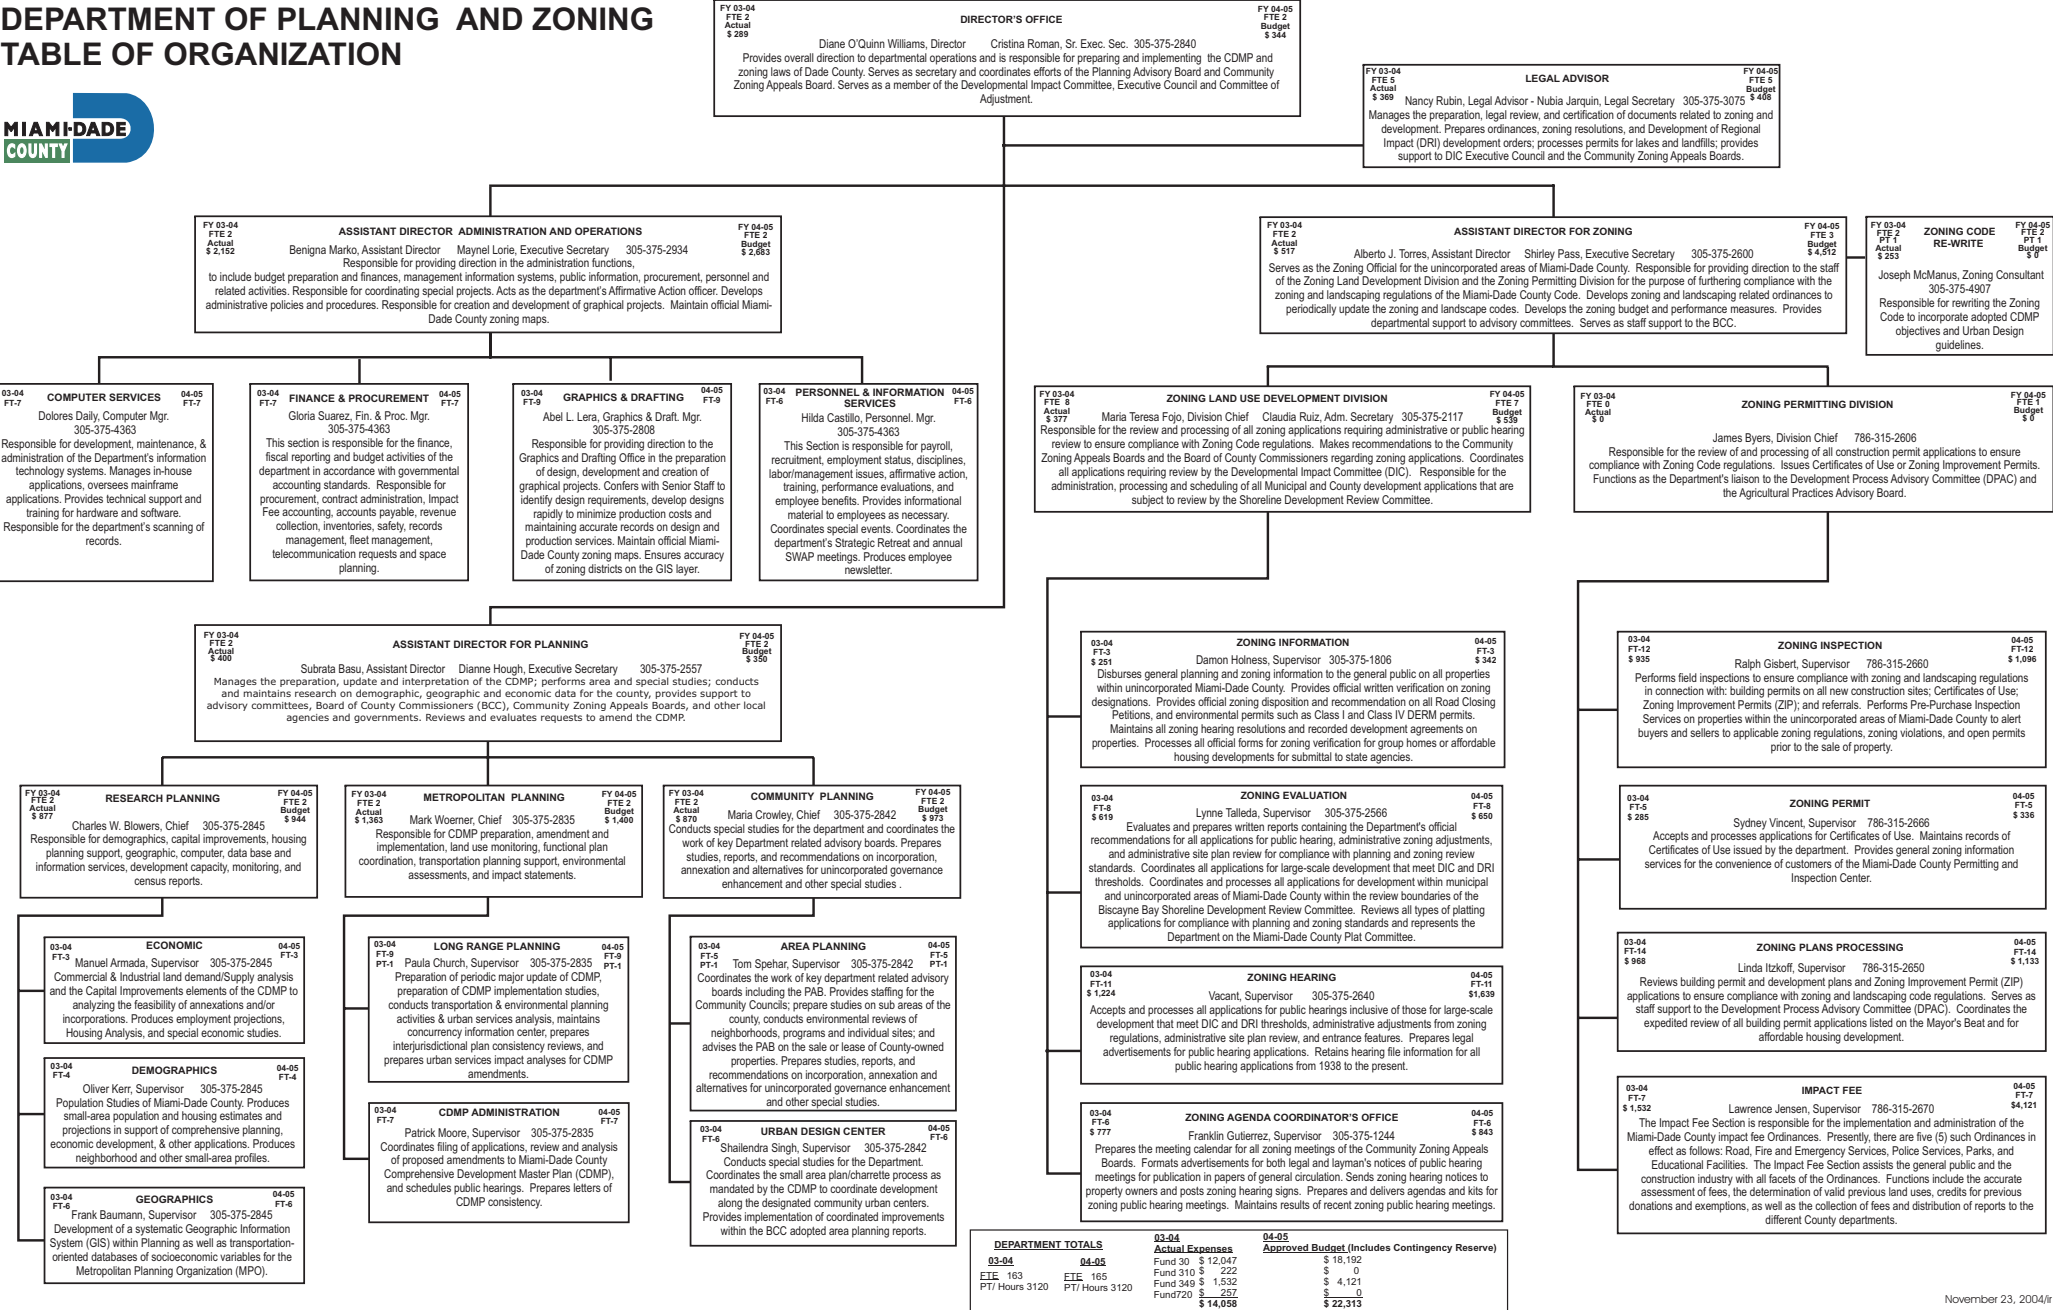 DEPARTMENT OF PLANNING AND ZONING
TABLE OF ORGANIZATION
MIAMI-DADE
COUNTY
FY 03-04
FTE 2
Actual
$ 289
DIRECTOR'S OFFICE
FY 04-05
FTE 2
Budget
$ 344
Diane O'Quinn Williams, Director Cristina Roman, Sr. Exec. Sec. 305-375-2840
Provides overall direction to departmental operations and is responsible for preparing and implementing the CDMP and
zoning laws of Dade County. Serves as secretary and coordinates efforts of the Planning Advisory Board and Community
Zoning Appeals Board. Serves as a member of the Developmental Impact Committee, Executive Council and Committee of
Adjustment.
FY 03-04
FTE 5
Actual
$ 369
LEGAL ADVISOR
FY 04-05
FTE 5
Budget
$ 408
Nancy Rubin, Legal Advisor - Nubia Jarquin, Legal Secretary 305-375-3075
Manages the preparation, legal review, and certification of documents related to zoning and
development. Prepares ordinances, zoning resolutions, and Development of Regional
Impact (DRI) development orders; processes permits for lakes and landfills; provides
support to DIC Executive Council and the Community Zoning Appeals Boards.
FY 03-04
FTE 2
Actual
$ 2,152
ASSISTANT DIRECTOR ADMINISTRATION AND OPERATIONS
FY 04-05
FTE 2
Budget
$ 2,683
Benigna Marko, Assistant Director Maynel Lorie, Executive Secretary 305-375-2934
Responsible for providing direction in the administration functions,
to include budget preparation and finances, management information systems, public information, procurement, personnel and
related activities. Responsible for coordinating special projects. Acts as the department's Affirmative Action officer. Develops
administrative policies and procedures. Responsible for creation and development of graphical projects. Maintain official Miami-
Dade County zoning maps.
FY 03-04
FTE 2
Actual
$ 517
ASSISTANT DIRECTOR FOR ZONING
FY 04-05
FTE 3
Budget
$ 4,512
Alberto J. Torres, Assistant Director Shirley Pass, Executive Secretary 305-375-2600
Serves as the Zoning Official for the unincorporated areas of Miami-Dade County. Responsible for providing direction to the staff
of the Zoning Land Development Division and the Zoning Permitting Division for the purpose of furthering compliance with the
zoning and landscaping regulations of the Miami-Dade County Code. Develops zoning and landscaping related ordinances to
periodically update the zoning and landscape codes. Develops the zoning budget and performance measures. Provides
departmental support to advisory committees. Serves as staff support to the BCC.
FY 03-04
FTE 2
PT 1
Actual
$ 253
ZONING CODE
RE-WRITE
FY 04-05
FTE 2
PT 1
Budget
$ 0
Joseph McManus, Zoning Consultant
305-375-4907
Responsible for rewriting the Zoning
Code to incorporate adopted CDMP
objectives and Urban Design
guidelines.
03-04
FT-7
COMPUTER SERVICES
04-05
FT-7
Dolores Daily, Computer Mgr.
305-375-4363
Responsible for development, maintenance, &
administration of the Department's information
technology systems. Manages in-house
applications, oversees mainframe
applications. Provides technical support and
training for hardware and software.
Responsible for the department's scanning of
records.
03-04
FT-7
FINANCE & PROCUREMENT
04-05
FT-7
Gloria Suarez, Fin. & Proc. Mgr.
305-375-4363
This section is responsible for the finance,
fiscal reporting and budget activities of the
department in accordance with governmental
accounting standards. Responsible for
procurement, contract administration, Impact
Fee accounting, accounts payable, revenue
collection, inventories, safety, records
management, fleet management,
telecommunication requests and space
planning.
03-04
FT-9
GRAPHICS & DRAFTING
04-05
FT-9
Abel L. Lera, Graphics & Draft. Mgr.
305-375-2808
Responsible for providing direction to the
Graphics and Drafting Office in the preparation
of design, development and creation of
graphical projects. Confers with Senior Staff to
identify design requirements, develop designs
rapidly to minimize production costs and
maintaining accurate records on design and
production services. Maintain official Miami-
Dade County zoning maps. Ensures accuracy
of zoning districts on the GIS layer.
03-04
FT-6
PERSONNEL & INFORMATION
SERVICES
04-05
FT-6
Hilda Castillo, Personnel. Mgr.
305-375-4363
This Section is responsible for payroll,
recruitment, employment status, disciplines,
labor/management issues, affirmative action,
training, performance evaluations, and
employee benefits. Provides informational
material to employees as necessary.
Coordinates special events. Coordinates the
department's Strategic Retreat and annual
SWAP meetings. Produces employee
newsletter.
FY 03-04
FTE 8
Actual
$ 377
ZONING LAND USE DEVELOPMENT DIVISION
FY 04-05
FTE 7
Budget
$ 539
Maria Teresa Fojo, Division Chief Claudia Ruiz, Adm. Secretary 305-375-2117
Responsible for the review and processing of all zoning applications requiring administrative or public hearing
review to ensure compliance with Zoning Code regulations. Makes recommendations to the Community
Zoning Appeals Boards and the Board of County Commissioners regarding zoning applications. Coordinates
all applications requiring review by the Developmental Impact Committee (DIC). Responsible for the
administration, processing and scheduling of all Municipal and County development applications that are
subject to review by the Shoreline Development Review Committee.
FY 03-04
FTE 0
Actual
$ 0
ZONING PERMITTING DIVISION
FY 04-05
FTE 1
Budget
$ 0
James Byers, Division Chief 786-315-2606
Responsible for the review of and processing of all construction permit applications to ensure
compliance with Zoning Code regulations. Issues Certificates of Use or Zoning Improvement Permits.
Functions as the Department's liaison to the Development Process Advisory Committee (DPAC) and
the Agricultural Practices Advisory Board.
FY 03-04
FTE 2
Actual
$ 400
ASSISTANT DIRECTOR FOR PLANNING
FY 04-05
FTE 2
Budget
$ 350
Subrata Basu, Assistant Director Dianne Hough, Executive Secretary 305-375-2557
Manages the preparation, update and interpretation of the CDMP; performs area and special studies; conducts
and maintains research on demographic, geographic and economic data for the county, provides support to
advisory committees, Board of County Commissioners (BCC), Community Zoning Appeals Boards, and other local
agencies and governments. Reviews and evaluates requests to amend the CDMP.
FY 03-04
FTE 2
Actual
$ 877
RESEARCH PLANNING
FY 04-05
FTE 2
Budget
$ 944
Charles W. Blowers, Chief 305-375-2845
Responsible for demographics, capital improvements, housing
planning support, geographic, computer, data base and
information services, development capacity, monitoring, and
census reports.
FY 03-04
FTE 2
Actual
$ 1,363
METROPOLITAN PLANNING
FY 04-05
FTE 2
Budget
$ 1,400
Mark Woerner, Chief 305-375-2835
Responsible for CDMP preparation, amendment and
implementation, land use monitoring, functional plan
coordination, transportation planning support, environmental
assessments, and impact statements.
FY 03-04
FTE 2
Actual
$ 870
COMMUNITY PLANNING
FY 04-05
FTE 2
Budget
$ 973
Maria Crowley, Chief 305-375-2842
Conducts special studies for the department and coordinates the
work of key Department related advisory boards. Prepares
studies, reports, and recommendations on incorporation,
annexation and alternatives for unincorporated governance
enhancement and other special studies .
03-04
FT-3
ECONOMIC
04-05
FT-3
Manuel Armada, Supervisor 305-375-2845
Commercial & Industrial land demand/Supply analysis
and the Capital Improvements elements of the CDMP to
analyzing the feasibility of annexations and/or
incorporations. Produces employment projections,
Housing Analysis, and special economic studies.
03-04
FT-4
DEMOGRAPHICS
04-05
FT-4
Oliver Kerr, Supervisor 305-375-2845
Population Studies of Miami-Dade County. Produces
small-area population and housing estimates and
projections in support of comprehensive planning,
economic development, & other applications. Produces
neighborhood and other small-area profiles.
03-04
FT-6
GEOGRAPHICS
04-05
FT-6
Frank Baumann, Supervisor 305-375-2845
Development of a systematic Geographic Information
System (GIS) within Planning as well as transportation-
oriented databases of socioeconomic variables for the
Metropolitan Planning Organization (MPO).
03-04
FT-9
PT-1
LONG RANGE PLANNING
04-05
FT-9
PT-1
Paula Church, Supervisor 305-375-2835
Preparation of periodic major update of CDMP,
preparation of CDMP implementation studies,
conducts transportation & environmental planning
activities & urban services analysis, maintains
concurrency information center, prepares
interjurisdictional plan consistency reviews, and
prepares urban services impact analyses for CDMP
amendments.
03-04
FT-7
CDMP ADMINISTRATION
04-05
FT-7
Patrick Moore, Supervisor 305-375-2835
Coordinates filing of applications, review and analysis
of proposed amendments to Miami-Dade County
Comprehensive Development Master Plan (CDMP),
and schedules public hearings. Prepares letters of
CDMP consistency.
03-04
FT-5
PT-1
AREA PLANNING
04-05
FT-5
PT-1
Tom Spehar, Supervisor 305-375-2842
Coordinates the work of key department related advisory
boards including the PAB. Provides staffing for the
Community Councils; prepare studies on sub areas of the
county, conducts environmental reviews of
neighborhoods, programs and individual sites; and
advises the PAB on the sale or lease of County-owned
properties. Prepares studies, reports, and
recommendations on incorporation, annexation and
alternatives for unincorporated governance enhancement
and other special studies.
03-04
FT-6
URBAN DESIGN CENTER
04-05
FT-6
Shailendra Singh, Supervisor 305-375-2842
Conducts special studies for the Department.
Coordinates the small area plan/charrette process as
mandated by the CDMP to coordinate development
along the designated community urban centers.
Provides implementation of coordinated improvements
within the BCC adopted area planning reports.
03-04
FT-3
$ 251
ZONING INFORMATION
04-05
FT-3
$ 342
Damon Holness, Supervisor 305-375-1806
Disburses general planning and zoning information to the general public on all properties
within unincorporated Miami-Dade County. Provides official written verification on zoning
designations. Provides official zoning disposition and recommendation on all Road Closing
Petitions, and environmental permits such as Class I and Class IV DERM permits.
Maintains all zoning hearing resolutions and recorded development agreements on
properties. Processes all official forms for zoning verification for group homes or affordable
housing developments for submittal to state agencies.
03-04
FT-8
$ 619
ZONING EVALUATION
04-05
FT-8
$ 650
Lynne Talleda, Supervisor 305-375-2566
Evaluates and prepares written reports containing the Department's official
recommendations for all applications for public hearing, administrative zoning adjustments,
and administrative site plan review for compliance with planning and zoning review
standards. Coordinates all applications for large-scale development that meet DIC and DRI
thresholds. Coordinates and processes all applications for development within municipal
and unincorporated areas of Miami-Dade County within the review boundaries of the
Biscayne Bay Shoreline Development Review Committee. Reviews all types of platting
applications for compliance with planning and zoning standards and represents the
Department on the Miami-Dade County Plat Committee.
03-04
FT-11
$ 1,224
ZONING HEARING
04-05
FT-11
$1,639
Vacant, Supervisor 305-375-2640
Accepts and processes all applications for public hearings inclusive of those for large-scale
development that meet DIC and DRI thresholds, administrative adjustments from zoning
regulations, administrative site plan review, and entrance features. Prepares legal
advertisements for public hearing applications. Retains hearing file information for all
public hearing applications from 1938 to the present.
03-04
FT-6
$ 777
ZONING AGENDA COORDINATOR'S OFFICE
04-05
FT-6
$ 843
Franklin Gutierrez, Supervisor 305-375-1244
Prepares the meeting calendar for all zoning meetings of the Community Zoning Appeals
Boards. Formats advertisements for both legal and layman's notices of public hearing
meetings for publication in papers of general circulation. Sends zoning hearing notices to
property owners and posts zoning hearing signs. Prepares and delivers agendas and kits for
zoning public hearing meetings. Maintains results of recent zoning public hearing meetings.
03-04
FT-12
$ 935
ZONING INSPECTION
04-05
FT-12
$ 1,096
Ralph Gisbert, Supervisor 786-315-2660
Performs field inspections to ensure compliance with zoning and landscaping regulations
in connection with: building permits on all new construction sites; Certificates of Use;
Zoning Improvement Permits (ZIP); and referrals. Performs Pre-Purchase Inspection
Services on properties within the unincorporated areas of Miami-Dade County to alert
buyers and sellers to applicable zoning regulations, zoning violations, and open permits
prior to the sale of property.
03-04
FT-5
$ 285
ZONING PERMIT
04-05
FT-5
$ 336
Sydney Vincent, Supervisor 786-315-2666
Accepts and processes applications for Certificates of Use. Maintains records of
Certificates of Use issued by the department. Provides general zoning information
services for the convenience of customers of the Miami-Dade County Permitting and
Inspection Center.
03-04
FT-14
$ 968
ZONING PLANS PROCESSING
04-05
FT-14
$ 1,133
Linda Itzkoff, Supervisor 786-315-2650
Reviews building permit and development plans and Zoning Improvement Permit (ZIP)
applications to ensure compliance with zoning and landscaping code regulations. Serves as
staff support to the Development Process Advisory Committee (DPAC). Coordinates the
expedited review of all building permit applications listed on the Mayor's Beat and for
affordable housing development.
03-04
FT-7
$ 1,532
IMPACT FEE
04-05
FT-7
$4,121
Lawrence Jensen, Supervisor 786-315-2670
The Impact Fee Section is responsible for the implementation and administration of the
Miami-Dade County impact fee Ordinances. Presently, there are five (5) such Ordinances in
effect as follows: Road, Fire and Emergency Services, Police Services, Parks, and
Educational Facilities. The Impact Fee Section assists the general public and the
construction industry with all facets of the Ordinances. Functions include the accurate
assessment of fees, the determination of valid previous land uses, credits for previous
donations and exemptions, as well as the collection of fees and distribution of reports to the
different County departments.
DEPARTMENT TOTALS
03-04 04-05
FTE 163 FTE 165
PT/ Hours 3120 PT/ Hours 3120
03-04 04-05
Actual Expenses Approved Budget (Includes Contingency Reserve)
Fund 30 $ 12,047 $ 18,192
Fund 310 $ 222 $ 0
Fund 349 $ 1,532 $ 4,121
Fund720 $ 257 $ 0
$ 14,058 $ 22,313
November 23, 2004/ir